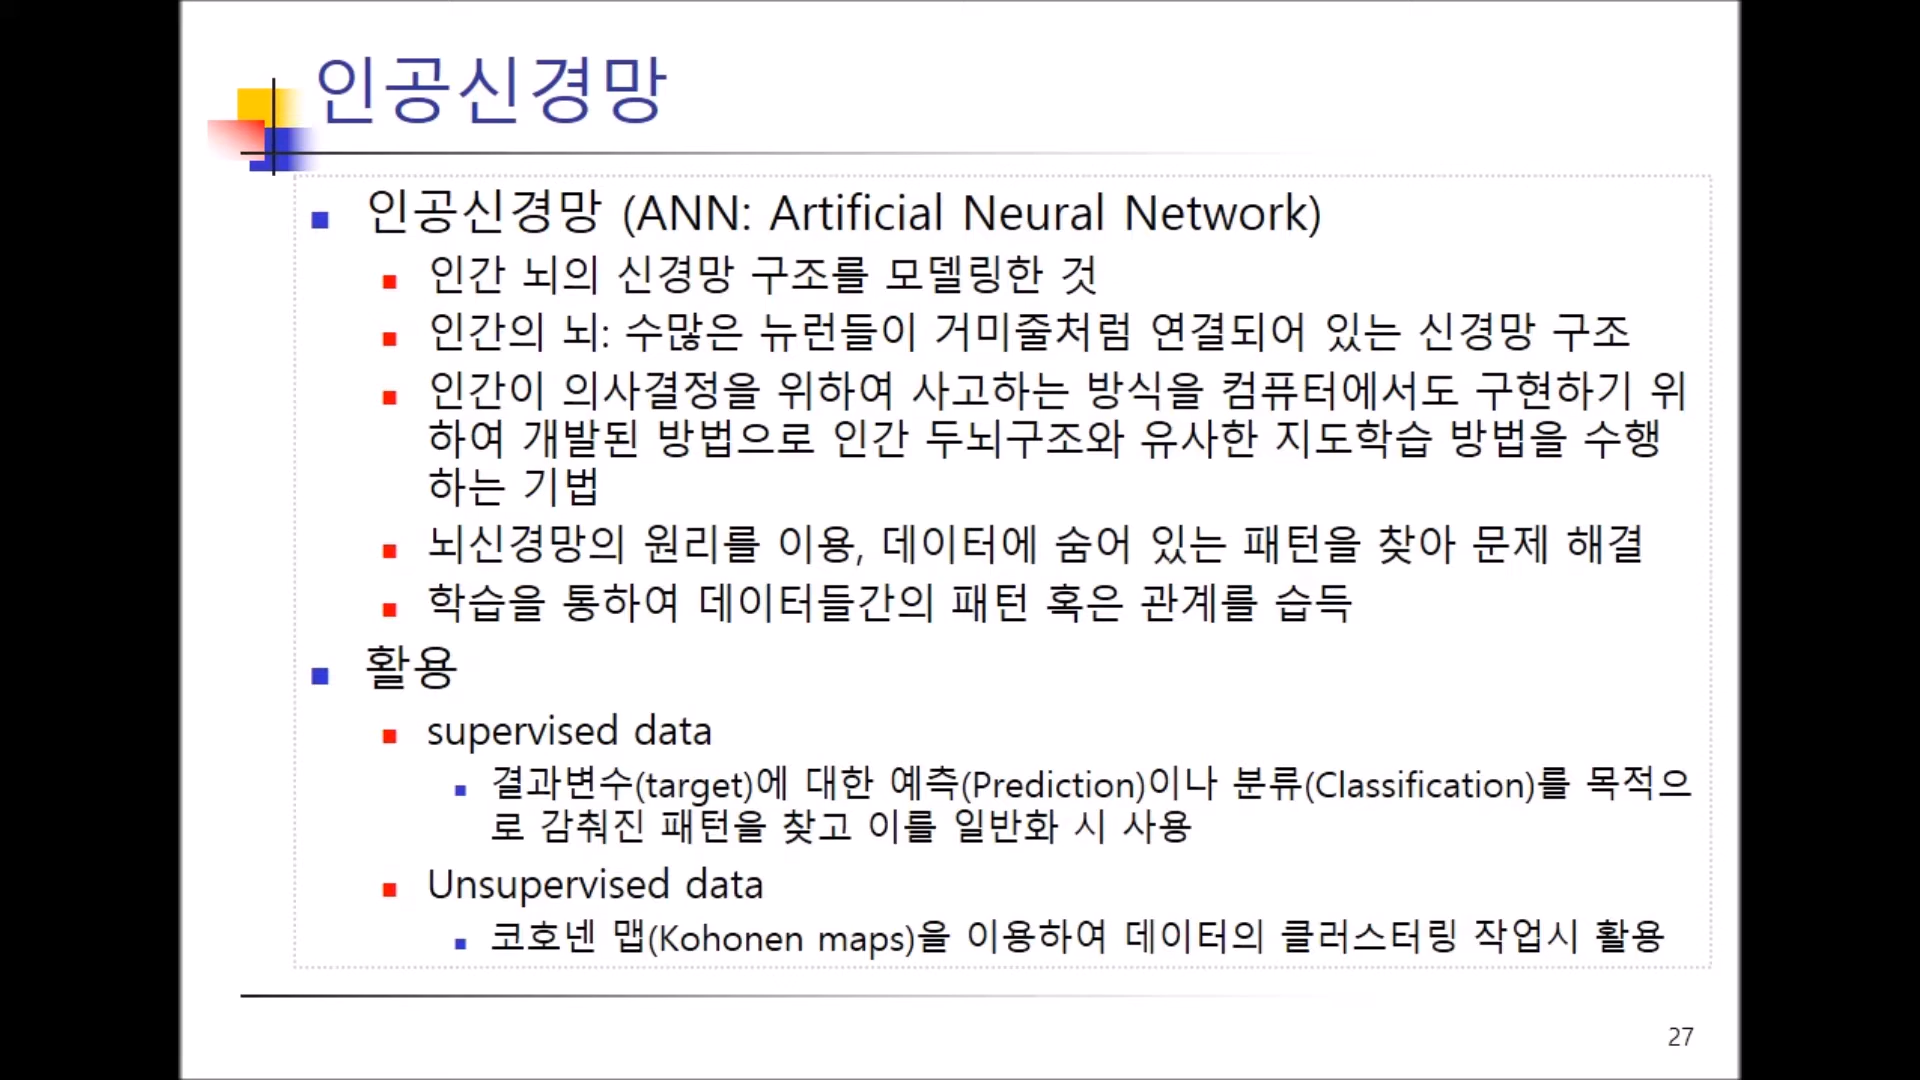 인공신경망
인공신경망 (ANN: Artificial Neural Network)
인간 뇌의 신경망 구조를 모델링한 것
인간의 뇌: 수많은 뉴런들이 거미줄처럼 연결되어 있는 신경망 구조
인간이 의사결정을 위하여 사고하는 방식을 컴퓨터에서도 구현하기 위
하여 개발된 방법으로 인간 두뇌구조와 유사한 지도학습 방법을 수행
하는 기법
뇌신경망의 원리를 이용, 데이터에 숨어 있는 패턴을 찾아 문제 해결
학습을 통하여 데이터들간의 패턴 혹은 관계를 습득
활용
supervised data
결과변수(target)에 대한 예측(Prediction)이나 분류(Classification)를 목적으
로 감춰진 패턴을 찾고 이를 일반화 시 사용
Unsupervised data
코호넨 맵(Kohonen maps)을 이용하여 데이터의 클러스터링 작업시 활용
27